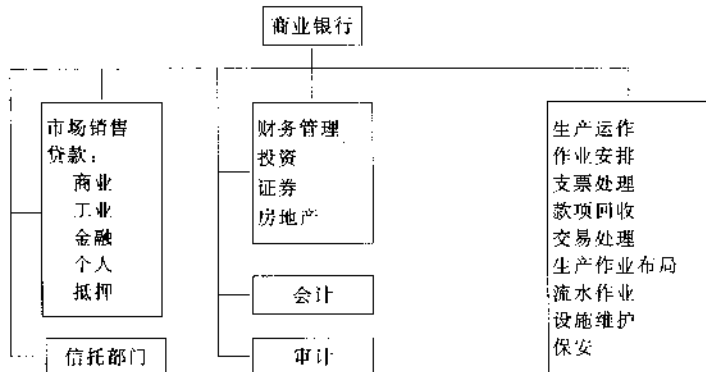 商业银行
市场销售
贷款：
商业
工业
金融
个人
抵押
信托部门
财务管理
投资
证券
房地产
会计
审计
生产运作
作业安排
支票处理
款项回收
交易处理
生产作业布局
流水作业
设施维护
保安